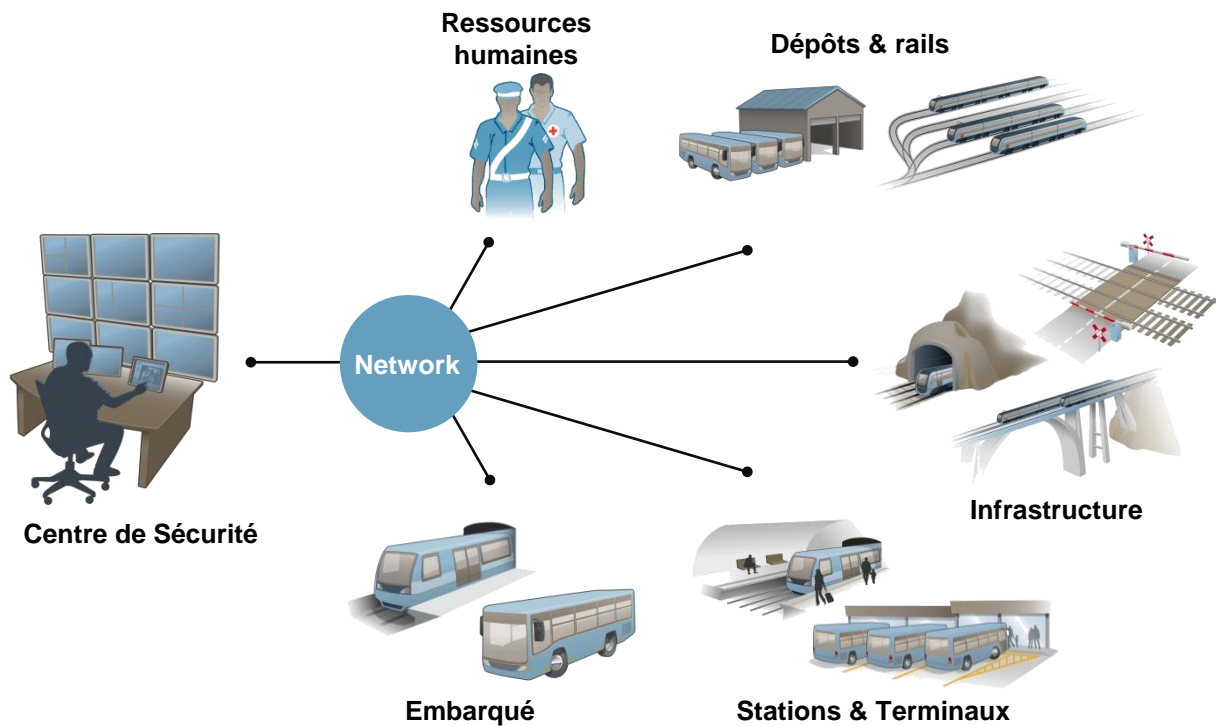 Ressources
humaines
Dépôts & rails
Network
Centre de Sécurité
Infrastructure
Embarqué
Stations & Terminaux